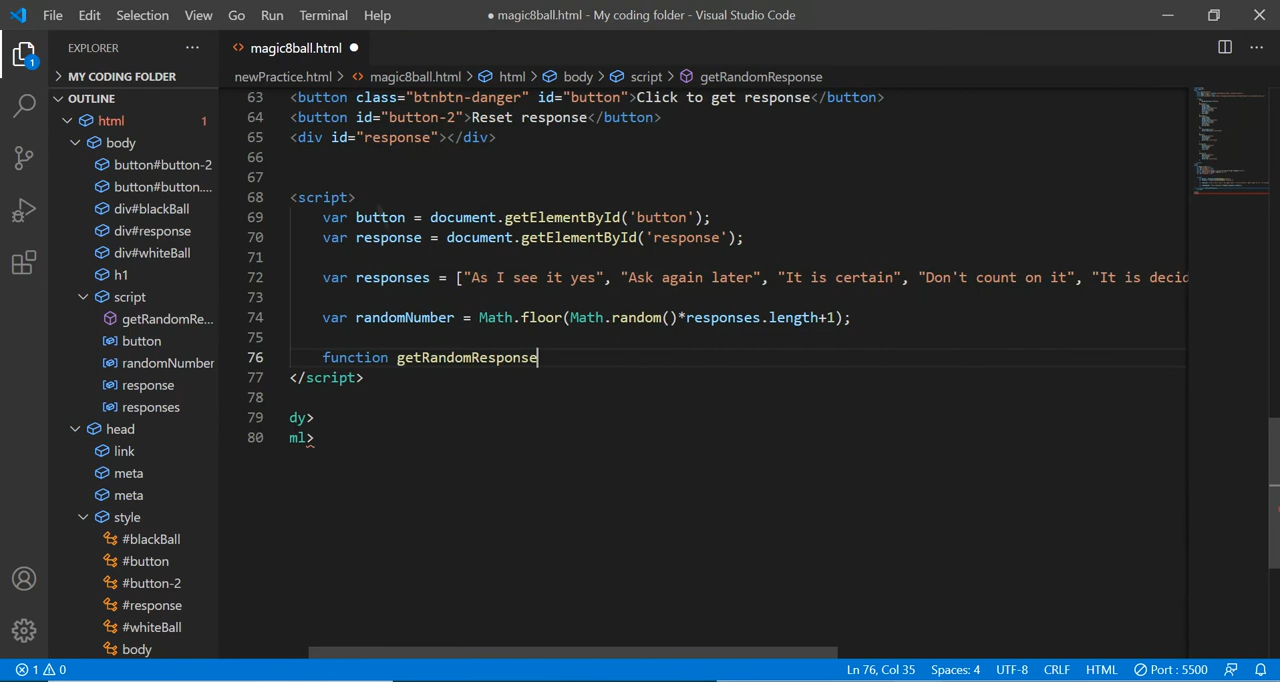 File Edit Selection View Go Run Terminal Help
● magic8ball.html - My coding folder - Visual Studio Code
EXPLORER
MY CODING FOLDER
OUTLINE
html 1
body
button#button-2
button#button....
div#blackBall
div#response
div#whiteBall
h1
script
getRandomRe...
button
randomNumber
response
responses
head
link
meta
meta
style
#blackBall
#button
#button-2
#response
#whiteBall
body
1
magic8ball.html ●
newPractice.html > magic8ball.html > html > body > script > getRandomResponse
63 <button class="btnbtn-danger" id="button">Click to get response</button>
64 <button id="button-2">Reset response</button>
65 <div id="response"></div>
66
67
68 <script>
69 var button = document.getElementById('button');
70 var response = document.getElementById('response');
71
72 var responses = ["As I see it yes", "Ask again later", "It is certain", "Don't count on it", "It is decid
73
74 var randomNumber = Math.floor(Math.random()*responses.length+1);
75
76 function getRandomResponse
77 </script>
78
79 dy>
80 ml>
1 0
Ln 76, Col 35 Spaces: 4 UTF-8 CRLF HTML Port : 5500